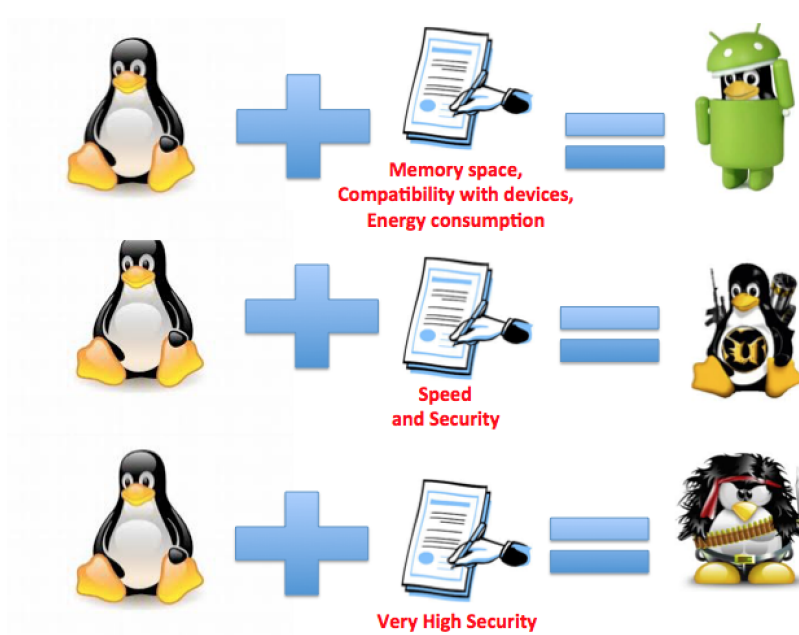 Memory space,
Compatibility with devices,
Energy consumption
Speed
and Security
Very High Security